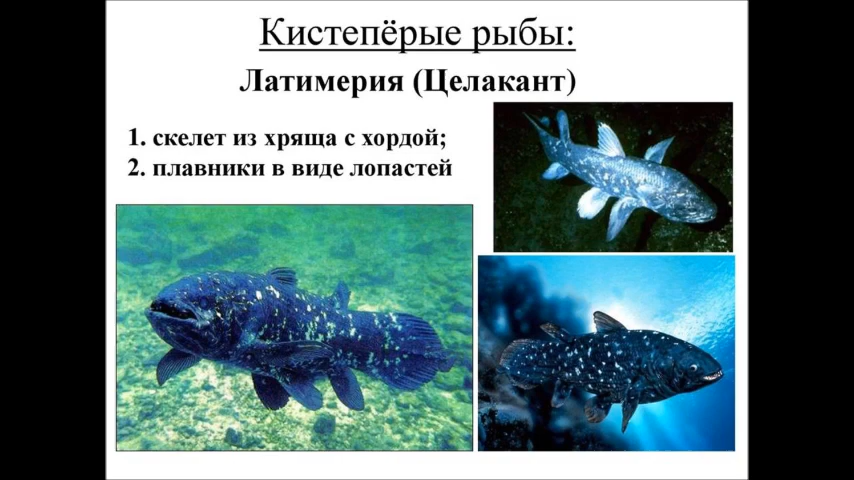 Кистепёрые рыбы:
Латимерия (Целакант)
1. скелет из хряща с хордой;
2. плавники в виде лопастей